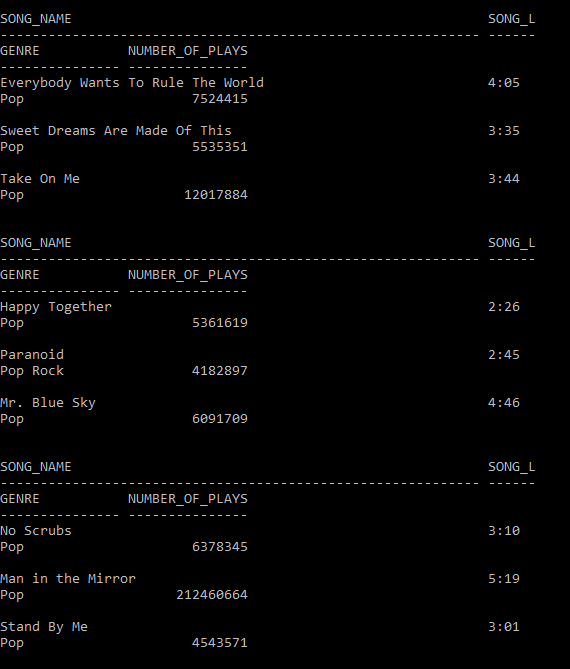 SONG_NAME SONG_L
------------------------------------------------------------ ------
GENRE NUMBER_OF_PLAYS
--------------- ---------------
Everybody Wants To Rule The World 4:05
Pop 7524415
Sweet Dreams Are Made Of This 3:35
Pop 5535351
Take On Me 3:44
Pop 12017884
SONG_NAME SONG_L
------------------------------------------------------------ ------
GENRE NUMBER_OF_PLAYS
--------------- ---------------
Happy Together 2:26
Pop 5361619
Paranoid 2:45
Pop Rock 4182897
Mr. Blue Sky 4:46
Pop 6091709
SONG_NAME SONG_L
------------------------------------------------------------ ------
GENRE NUMBER_OF_PLAYS
--------------- ---------------
No Scrubs 3:10
Pop 6378345
Man in the Mirror 5:19
Pop 212460664
Stand By Me 3:01
Pop 4543571